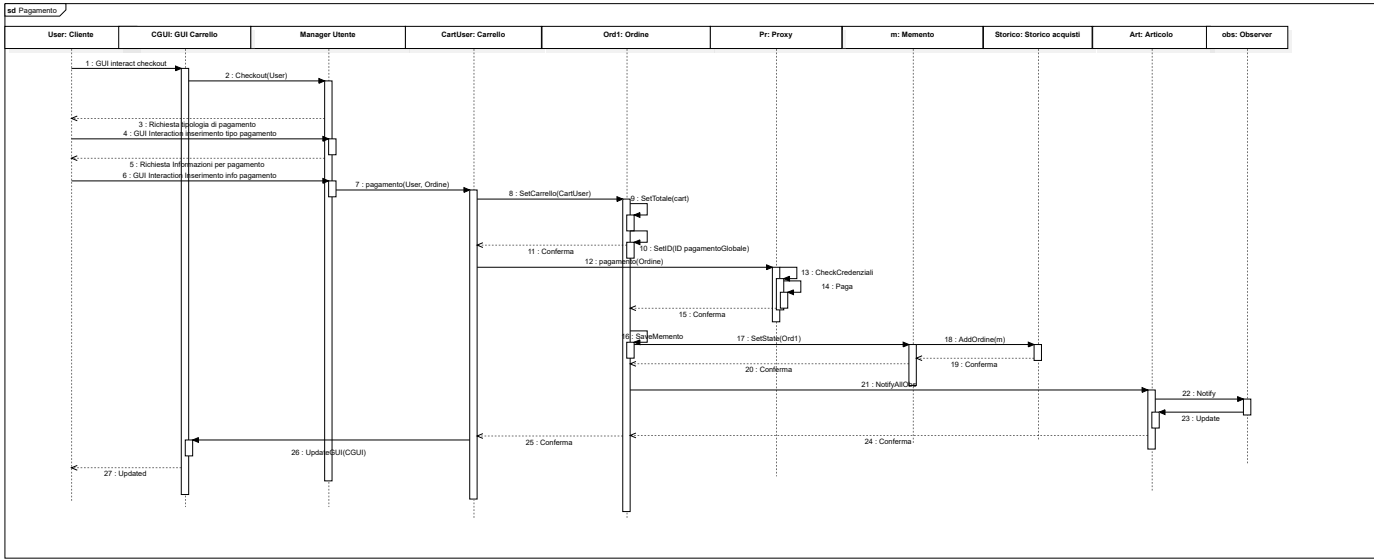 sd Pagamento
User: Cliente
CGUI: GUI Carrello
Manager Utente
CartUser: Carrello
Ord1: Ordine
Pr: Proxy
m: Memento
Storico: Storico acquisti
Art: Articolo
obs: Observer
1 : GUI interact checkout
2 : Checkout(User)
3 : Richiesta tipologia di pagamento
4 : GUI Interaction inserimento tipo pagamento
5 : Richiesta Informazioni per pagamento
6 : GUI Interaction Inserimento info pagamento
7 : pagamento(User, Ordine)
8 : SetCarrello(CartUser)
9 : SetTotale(cart)
10 : SetID(ID pagamentoGlobale)
11 : Conferma
12 : pagamento(Ordine)
13 : CheckCredenziali
14 : Paga
15 : Conferma
16 : SaveMemento
17 : SetState(Ord1)
18 : AddOrdine(m)
19 : Conferma
20 : Conferma
21 : NotifyAllObs
22 : Notify
23 : Update
24 : Conferma
25 : Conferma
26 : UpdateGUI(CGUI)
27 : Updated